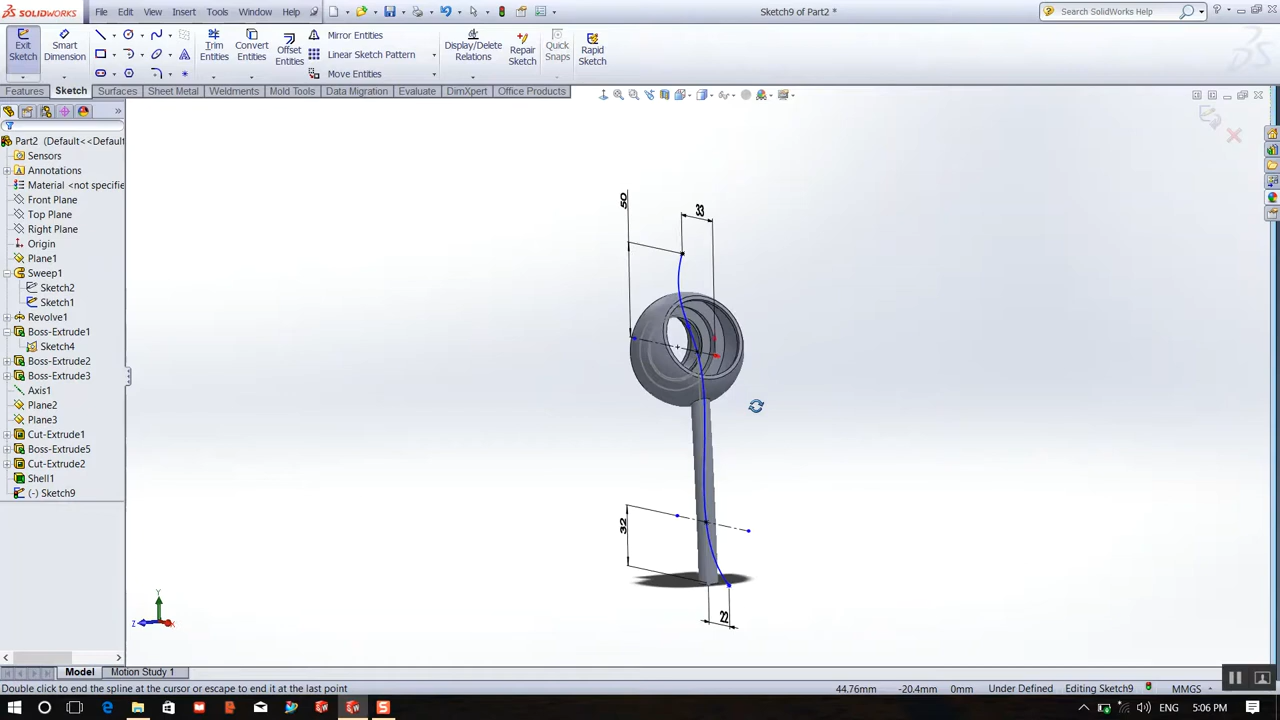 SOLIDWORKS
File
Edit
View
Insert
Tools
Window
Help
Sketch9 of Part2 *
Search SolidWorks Help
Exit Sketch
Smart Dimension
Trim Entities
Convert Entities
Offset Entities
Mirror Entities
Linear Sketch Pattern
Move Entities
Display/Delete Relations
Repair Sketch
Quick Snaps
Rapid Sketch
Features
Sketch
Surfaces
Sheet Metal
Weldments
Mold Tools
Data Migration
Evaluate
DimXpert
Office Products
Part2 (Default<<Default
Sensors
Annotations
Material <not specifie
Front Plane
Top Plane
Right Plane
Origin
Plane1
Sweep1
Sketch2
Sketch1
Revolve1
Boss-Extrude1
Sketch4
Boss-Extrude2
Boss-Extrude3
Axis1
Plane2
Plane3
Cut-Extrude1
Boss-Extrude5
Cut-Extrude2
Shell1
(-) Sketch9
50
33
32
22
Y
Z
X
Model
Motion Study 1
Double click to end the spline at the cursor or escape to end it at the last point
44.76mm
-20.4mm
0mm
Under Defined
Editing Sketch9
MMGS
ENG
5:06 PM